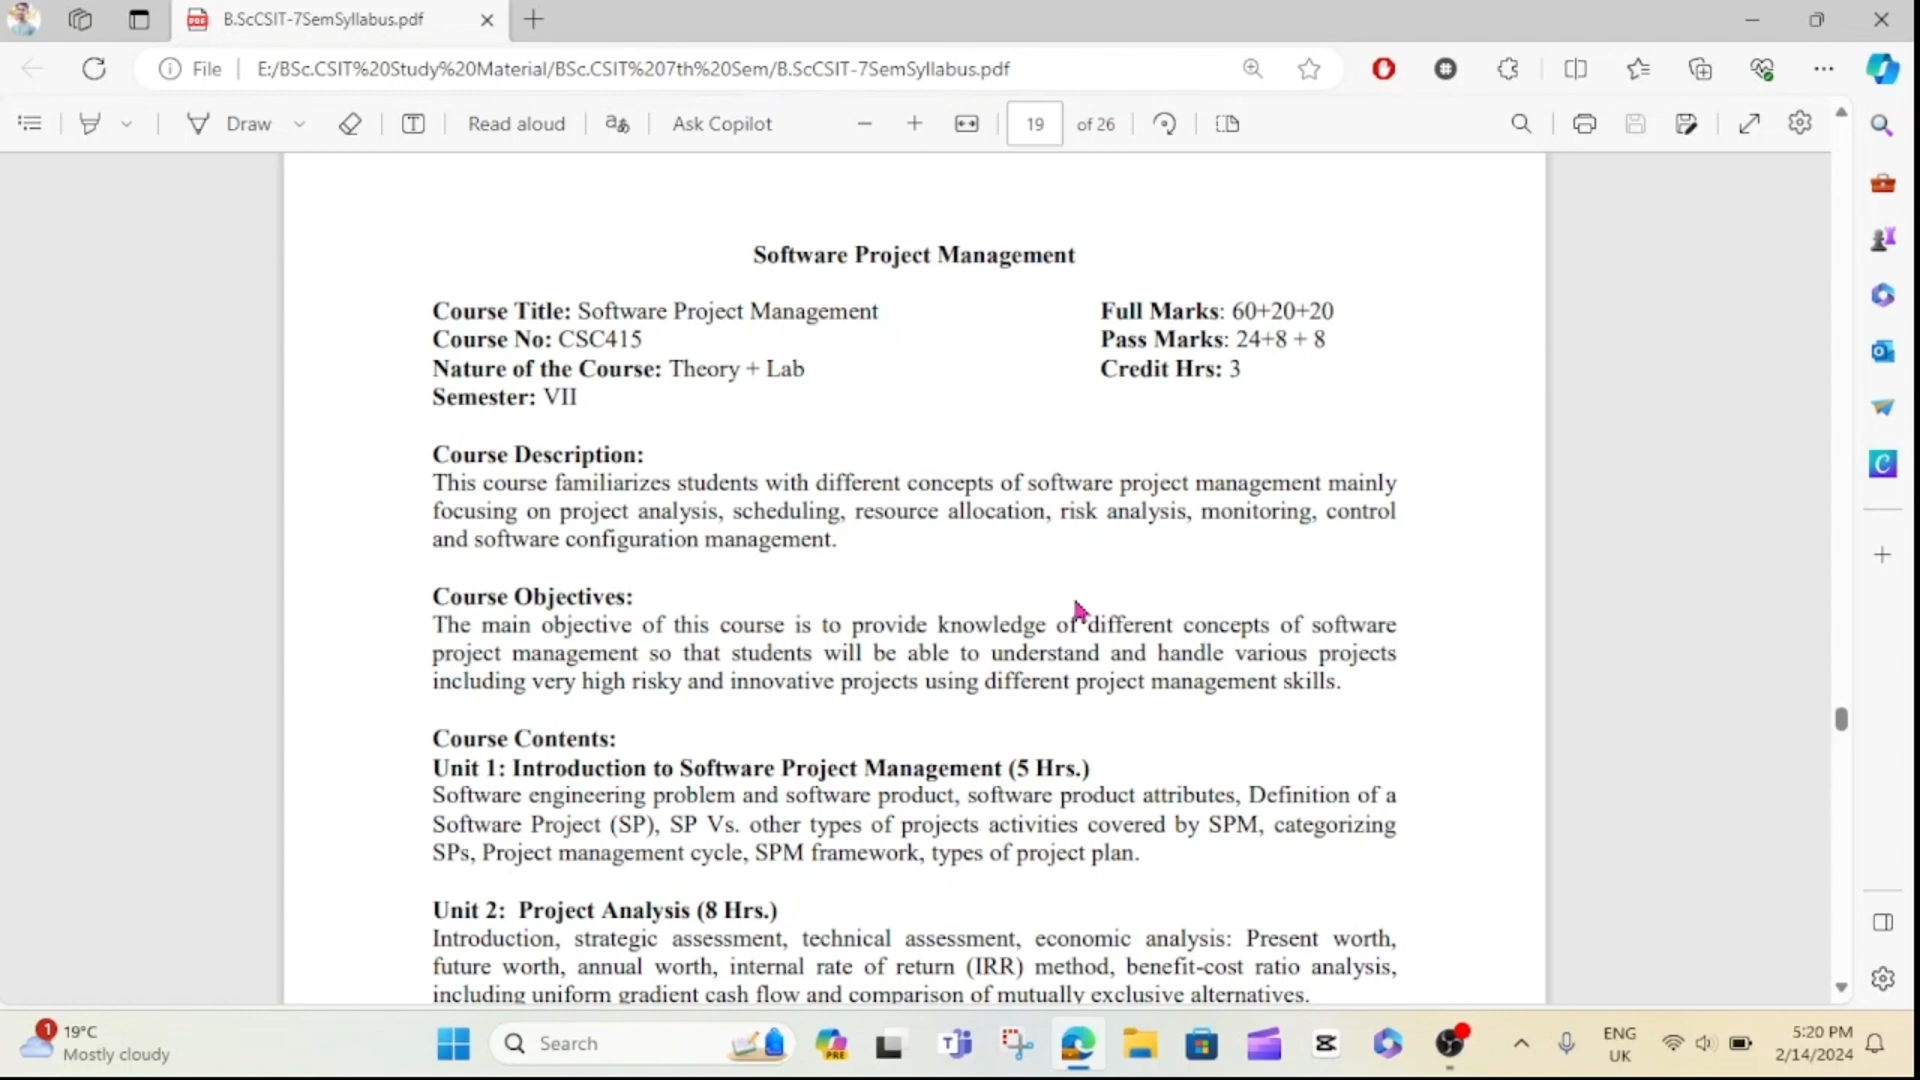 B.ScCSIT-7SemSyllabus.pdf
File
E:/BSc.CSIT%20Study%20Material/BSc.CSIT%207th%20Sem/B.ScCSIT-7SemSyllabus.pdf
Draw
Read aloud
Ask Copilot
19
of 26
Software Project Management
Course Title: Software Project Management
Full Marks: 60+20+20
Course No: CSC415
Pass Marks: 24+8 + 8
Nature of the Course: Theory + Lab
Credit Hrs: 3
Semester: VII
Course Description:
This course familiarizes students with different concepts of software project management mainly
focusing on project analysis, scheduling, resource allocation, risk analysis, monitoring, control
and software configuration management.
Course Objectives:
The main objective of this course is to provide knowledge of different concepts of software
project management so that students will be able to understand and handle various projects
including very high risky and innovative projects using different project management skills.
Course Contents:
Unit 1: Introduction to Software Project Management (5 Hrs.)
Software engineering problem and software product, software product attributes, Definition of a
Software Project (SP), SP Vs. other types of projects activities covered by SPM, categorizing
SPs, Project management cycle, SPM framework, types of project plan.
Unit 2: Project Analysis (8 Hrs.)
Introduction, strategic assessment, technical assessment, economic analysis: Present worth,
future worth, annual worth, internal rate of return (IRR) method, benefit-cost ratio analysis,
including uniform gradient cash flow and comparison of mutually exclusive alternatives.
1
19°C
Mostly cloudy
Search
PRE
ENG
UK
5:20 PM
2/14/2024